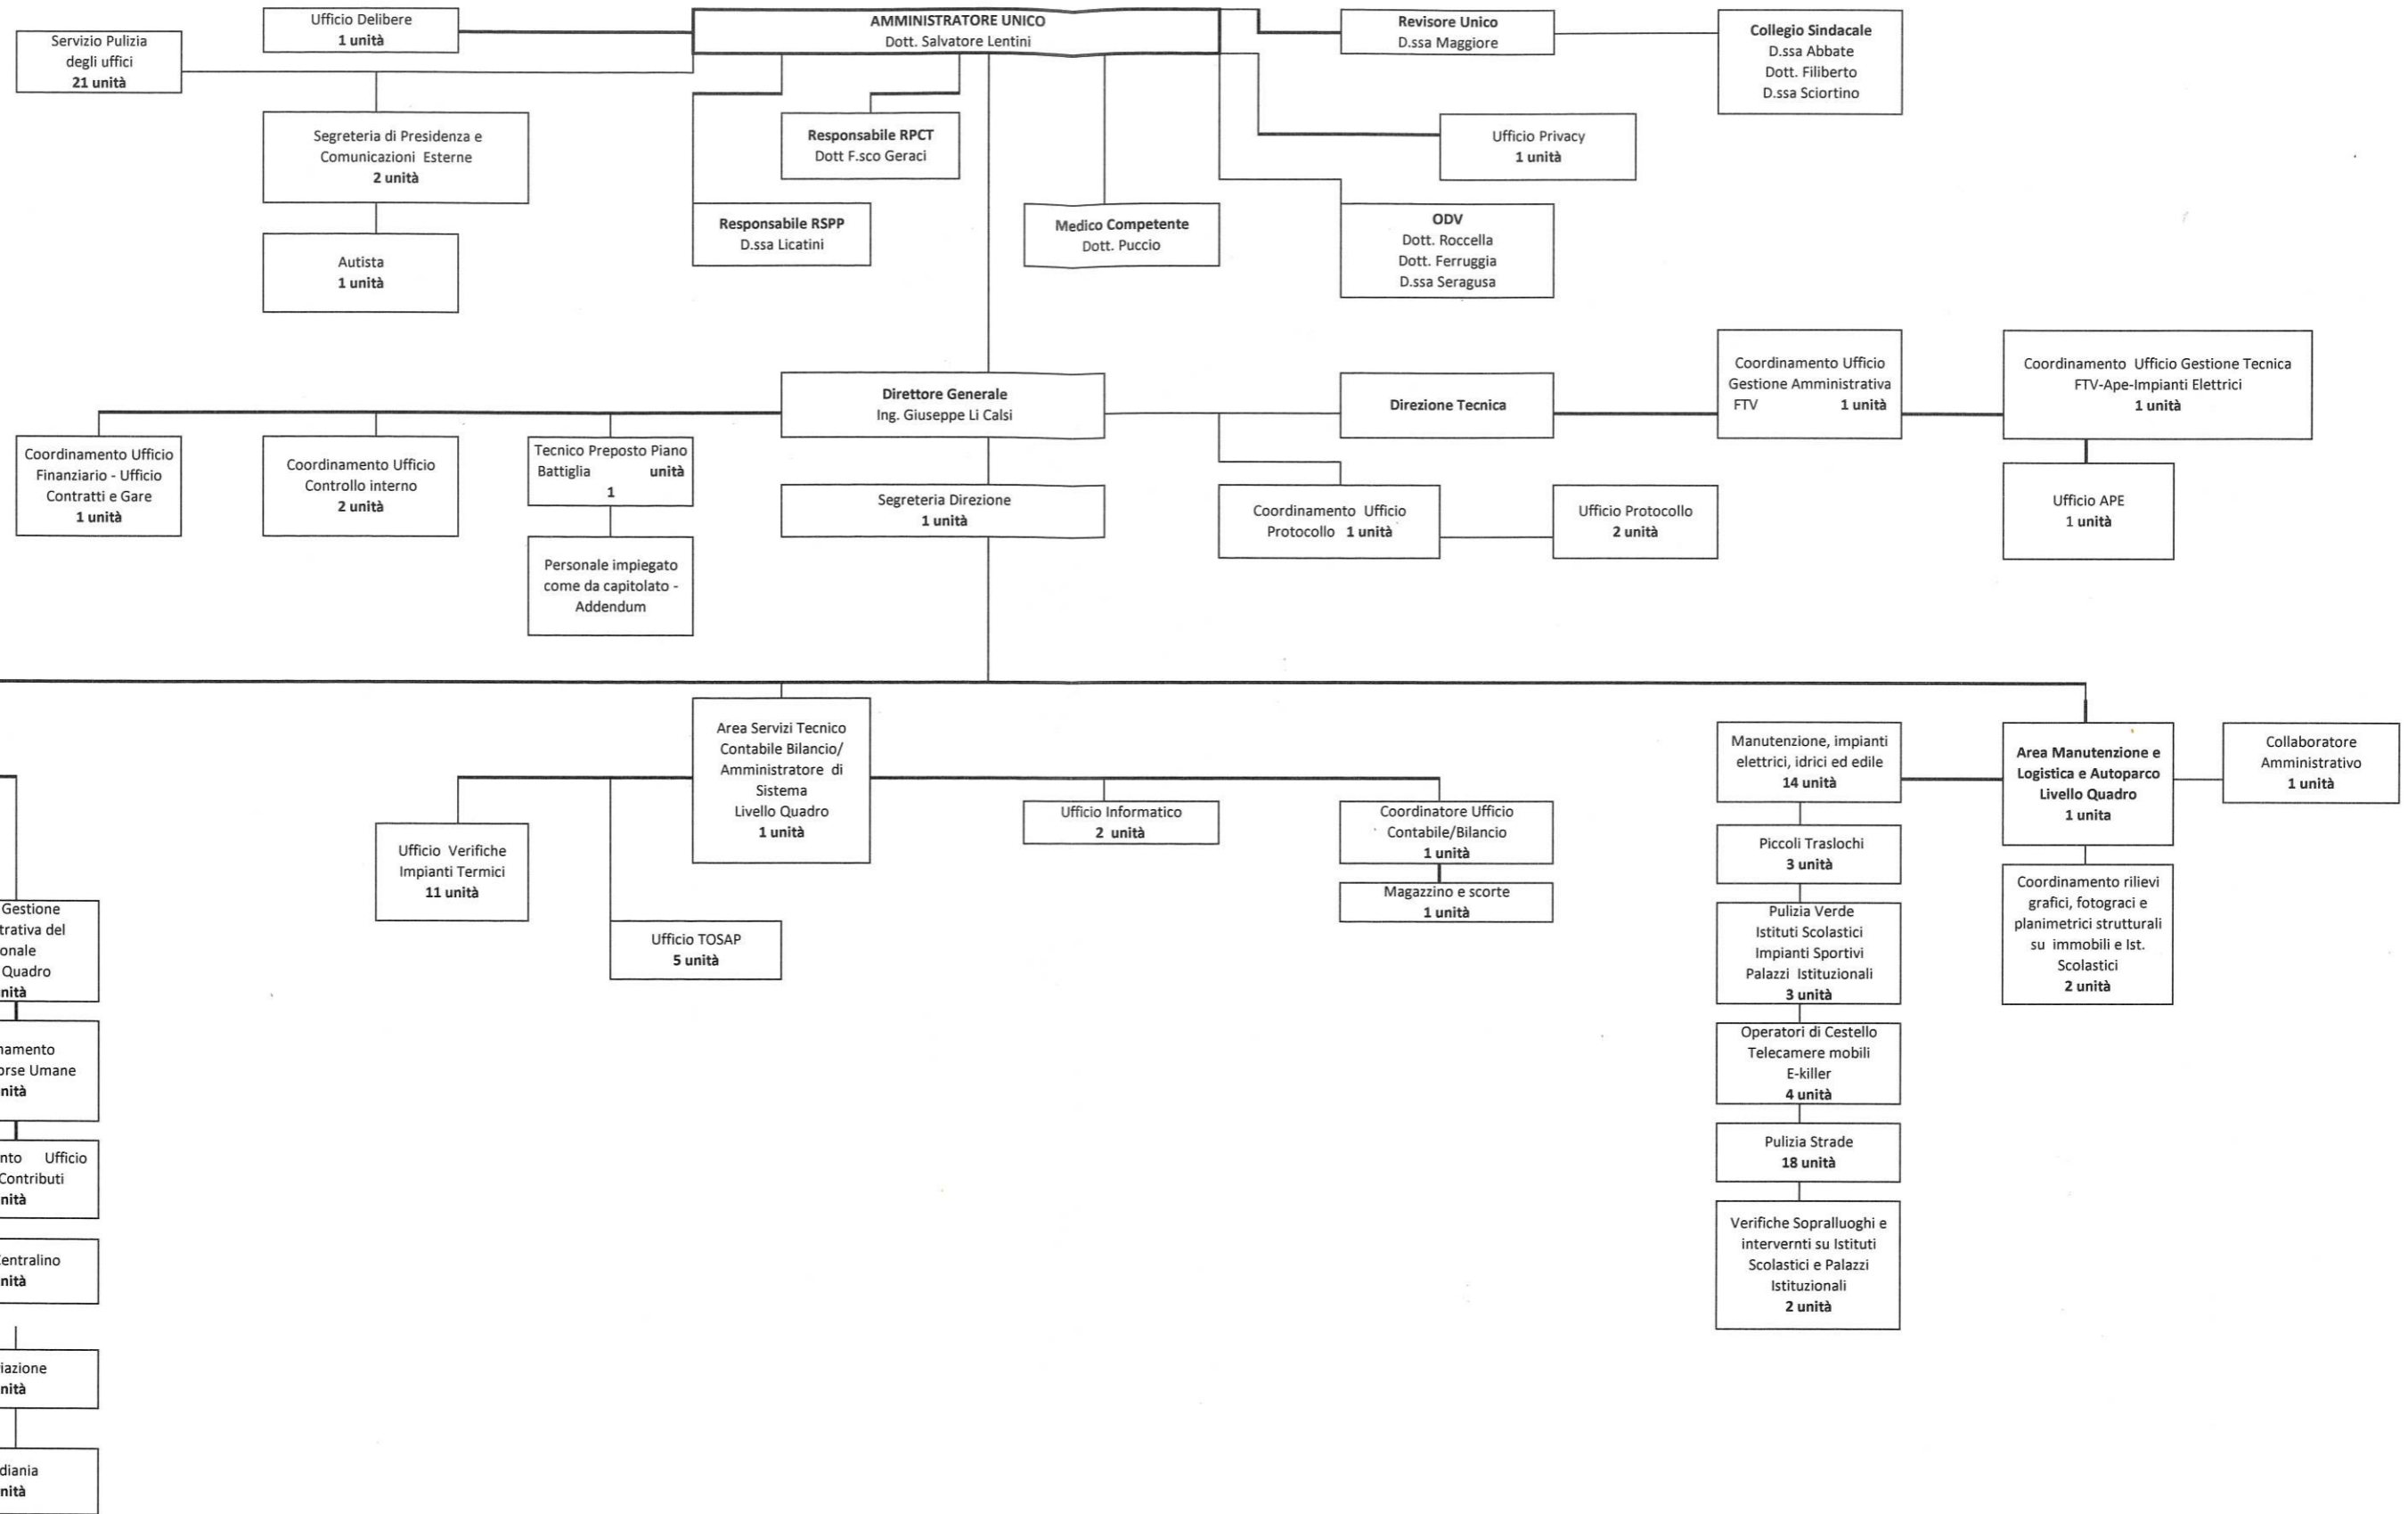 Ufficio Delibere
1 unità
AMMINISTRATORE UNICO
Dott. Salvatore Lentini
Revisore Unico
D.ssa Maggiore
Collegio Sindacale
D.ssa Abbate
Dott. Filiberto
D.ssa Sciortino
Servizio Pulizia
degli uffici
21 unità
Segreteria di Presidenza e
Comunicazioni Esterne
2 unità
Responsabile RPCT
Dott F.sco Geraci
Ufficio Privacy
1 unità
Responsabile RSPP
D.ssa Licatini
Medico Competente
Dott. Puccio
ODV
Dott. Roccella
Dott. Ferruggia
D.ssa Seragusa
Autista
1 unità
Direttore Generale
Ing. Giuseppe Li Calsi
Direzione Tecnica
Coordinamento Ufficio
Gestione Amministrativa
FTV 1 unità
Coordinamento Ufficio Gestione Tecnica
FTV-Ape-Impianti Elettrici
1 unità
Coordinamento Ufficio
Finanziario - Ufficio
Contratti e Gare
1 unità
Coordinamento Ufficio
Controllo interno
2 unità
Tecnico Preposto Piano
Battiglia unità
1
Segreteria Direzione
1 unità
Coordinamento Ufficio
Protocollo 1 unità
Ufficio Protocollo
2 unità
Ufficio APE
1 unità
Personale impiegato
come da capitolato -
Addendum
Area Servizi Tecnico
Contabile Bilancio/
Amministratore di
Sistema
Livello Quadro
1 unità
Manutenzione, impianti
elettrici, idrici ed edile
14 unità
Area Manutenzione e
Logistica e Autoparco
Livello Quadro
1 unita
Collaboratore
Amministrativo
1 unità
Ufficio Verifiche
Impianti Termici
11 unità
Ufficio Informatico
2 unità
Coordinatore Ufficio
Contabile/Bilancio
1 unità
Magazzino e scorte
1 unità
Ufficio TOSAP
5 unità
Piccoli Traslochi
3 unità
Coordinamento rilievi
grafici, fotograci e
planimetrici strutturali
su immobili e Ist.
Scolastici
2 unità
Pulizia Verde
Istituti Scolastici
Impianti Sportivi
Palazzi Istituzionali
3 unità
Operatori di Cestello
Telecamere mobili
E-killer
4 unità
Pulizia Strade
18 unità
Verifiche Sopralluoghi e
intervernti su Istituti
Scolastici e Palazzi
Istituzionali
2 unità
Gestione
trativa del
onale
Quadro
nità
namento
orse Umane
nità
nto Ufficio
Contributi
nità
Centralino
nità
iazione
nità
diania
nità